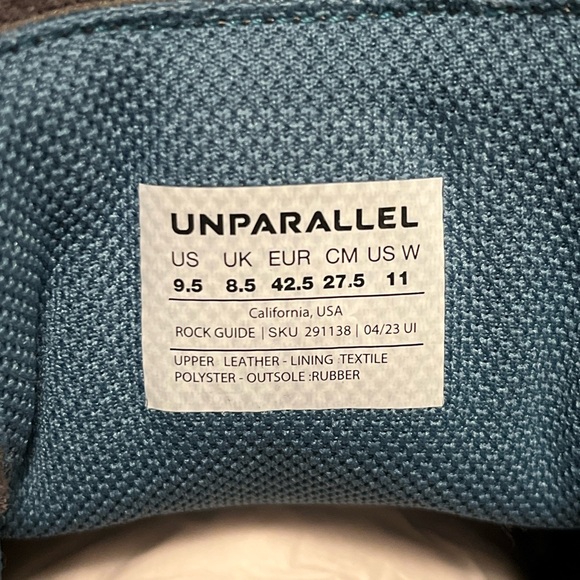 UNPARALLEL
US UK EUR CM US W
9.5 8.5 42.5 27.5 11
California, USA
ROCK GUIDE | SKU 291138 | 04/23 UI
UPPER LEATHER - LINING TEXTILE
POLYSTER - OUTSOLE :RUBBER